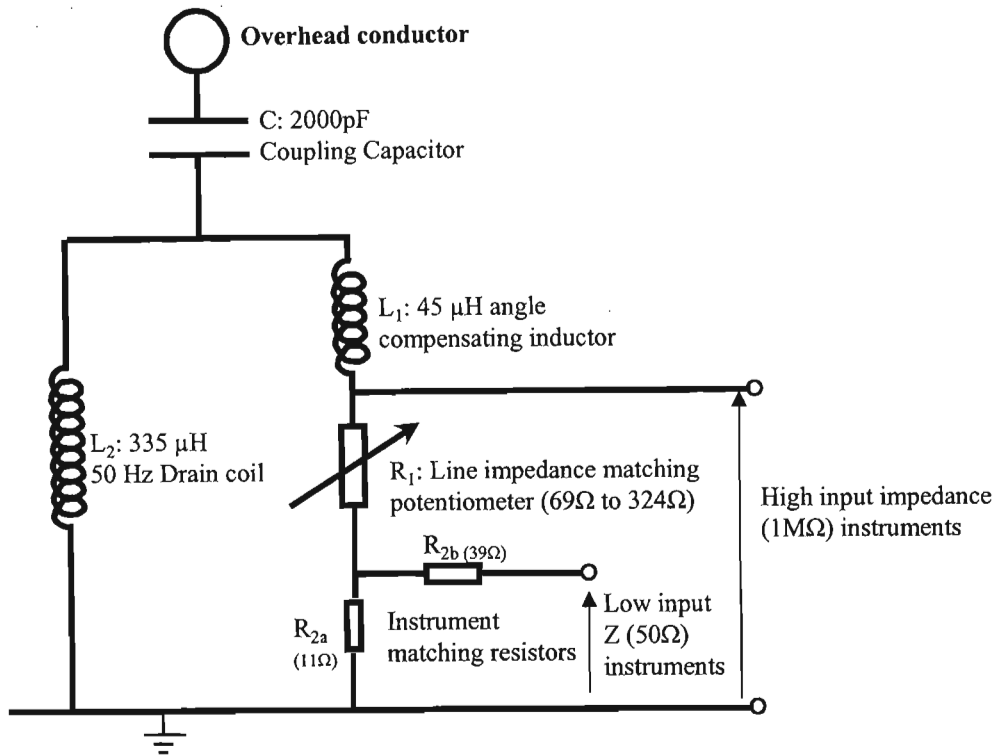 Overhead conductor
C: 2000pF
Coupling Capacitor
L₁: 45 μH angle
compensating inductor
L₂: 335 μH
50 Hz Drain coil
R₁: Line impedance matching
potentiometer (69Ω to 324Ω)
High input impedance
(1MΩ) instruments
R₂b (39Ω)
Low input
Z (50Ω)
instruments
R₂a
(11Ω)
Instrument
matching resistors